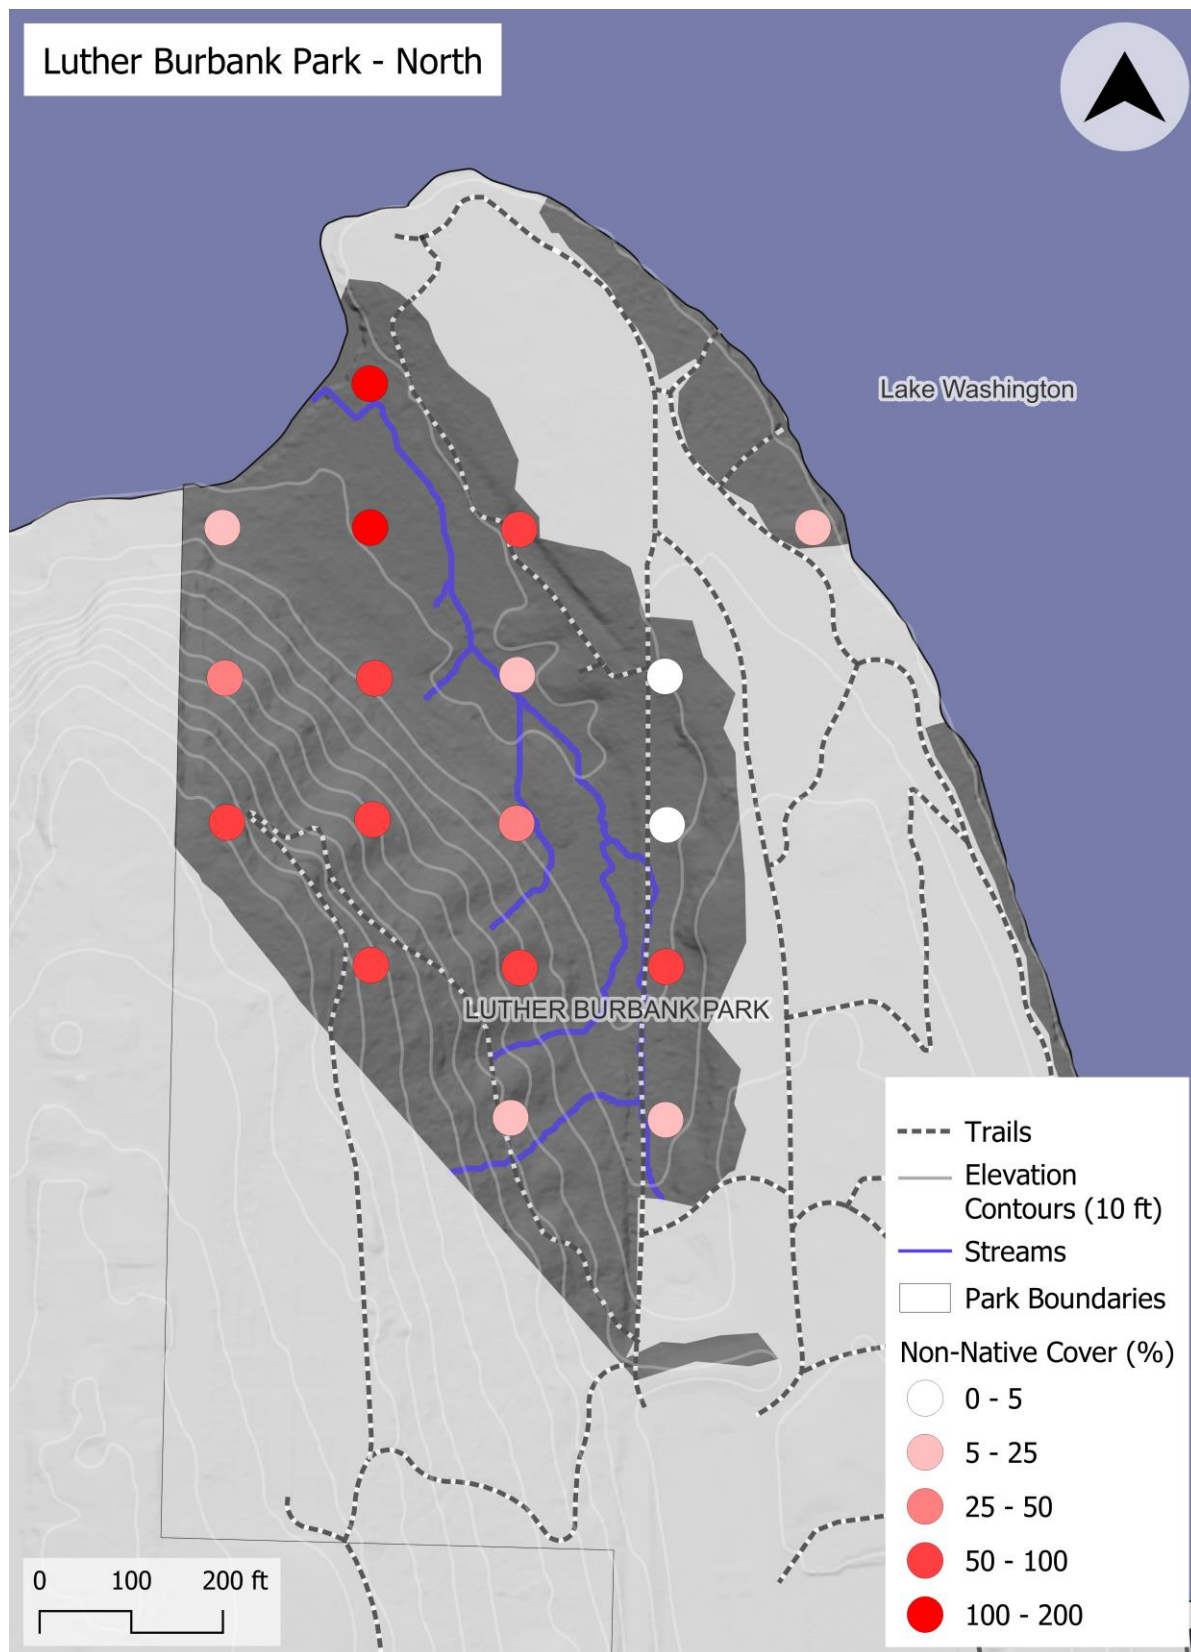 Luther Burbank Park - North
Lake Washington
LUTHER BURBANK PARK
Trails
Elevation
Contours (10 ft)
Streams
Park Boundaries
Non-Native Cover (%)
0 - 5
5 - 25
25 - 50
50 - 100
100 - 200
0 100 200 ft